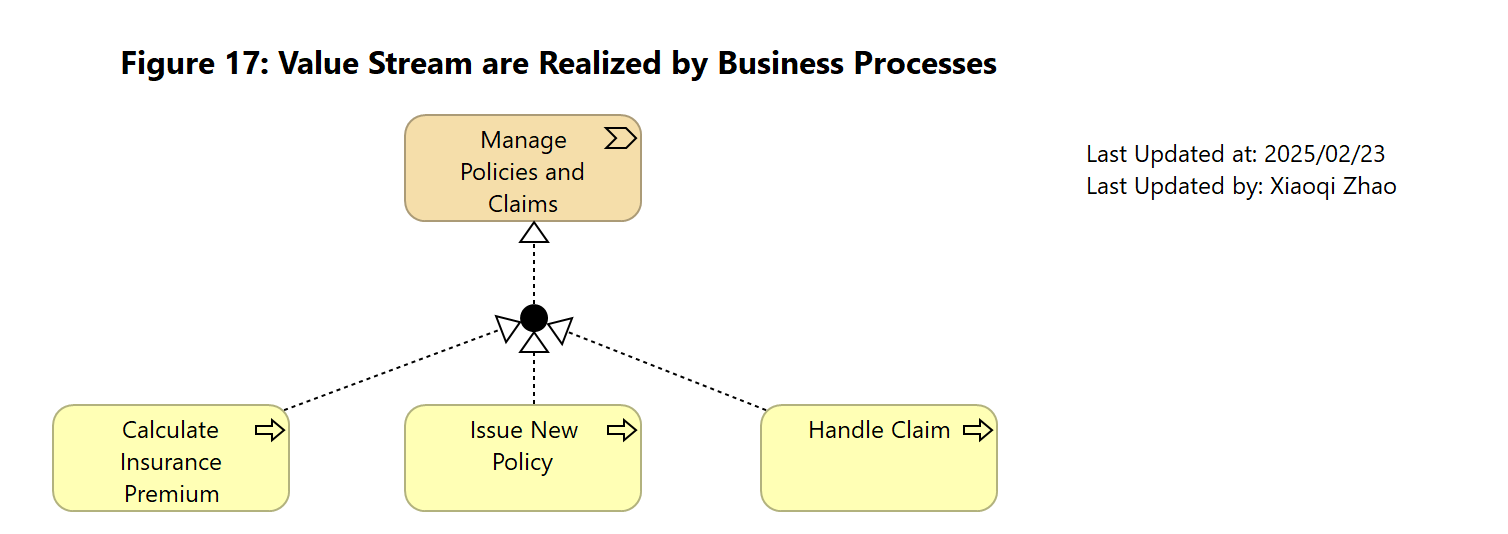 Figure 17: Value Stream are Realized by Business Processes
Manage
Policies and
Claims
Last Updated at: 2025/02/23
Last Updated by: Xiaoqi Zhao
Calculate
Insurance
Premium
Issue New
Policy
Handle Claim